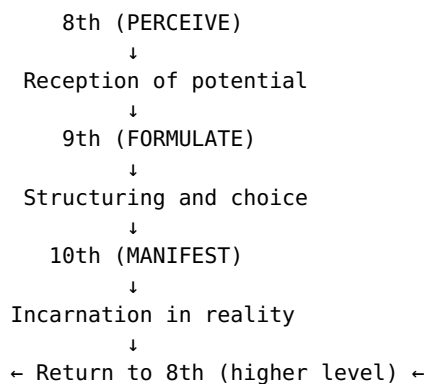 8th (PERCEIVE)
↓
Reception of potential
↓
9th (FORMULATE)
↓
Structuring and choice
↓
10th (MANIFEST)
↓
Incarnation in reality
↓
← Return to 8th (higher level) ←